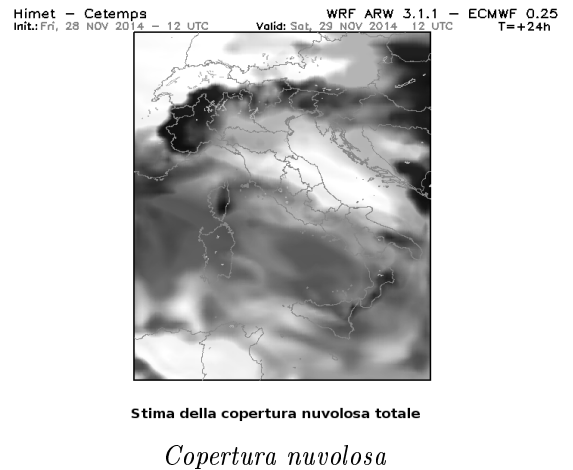 Himet – Cetemps WRF ARW 3.1.1 – ECMWF 0.25
Init.: Fri, 28 NOV 2014 – 12 UTC Valid: Sat, 29 NOV 2014 12 UTC T=+24h
Stima della copertura nuvolosa totale
Copertura nuvolosa